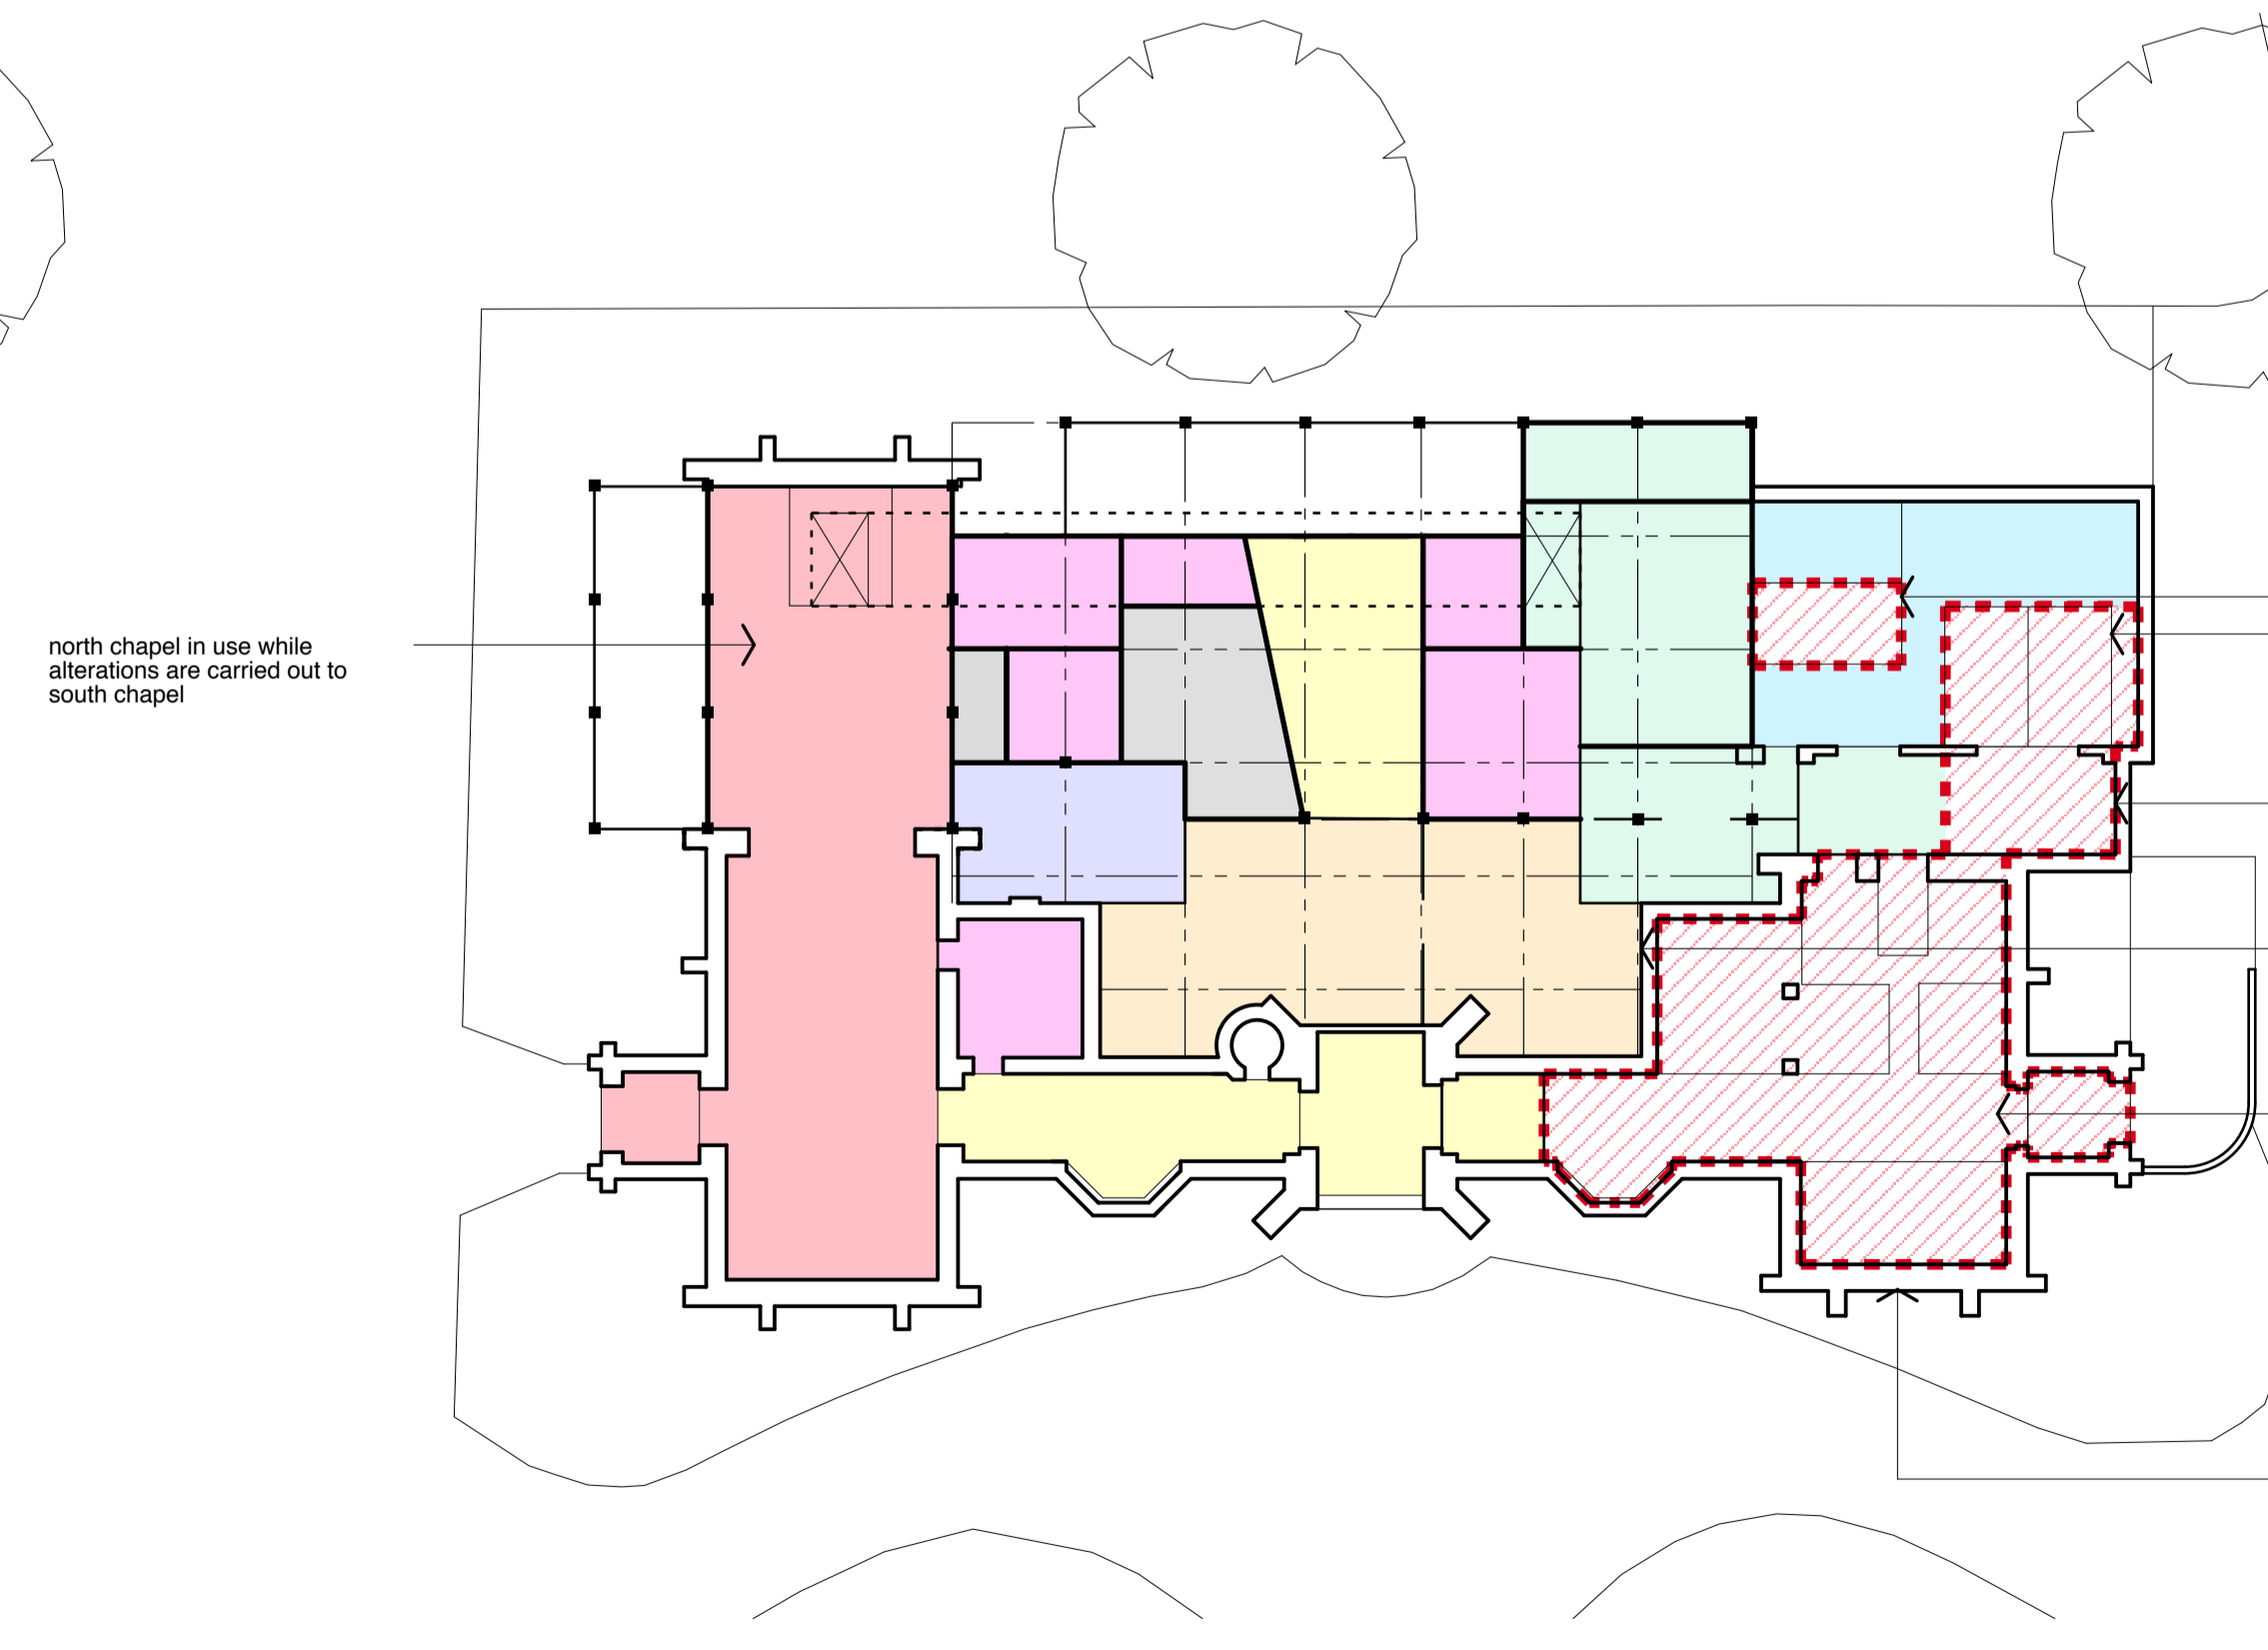 north chapel in use while
alterations are carried out to
south chapel